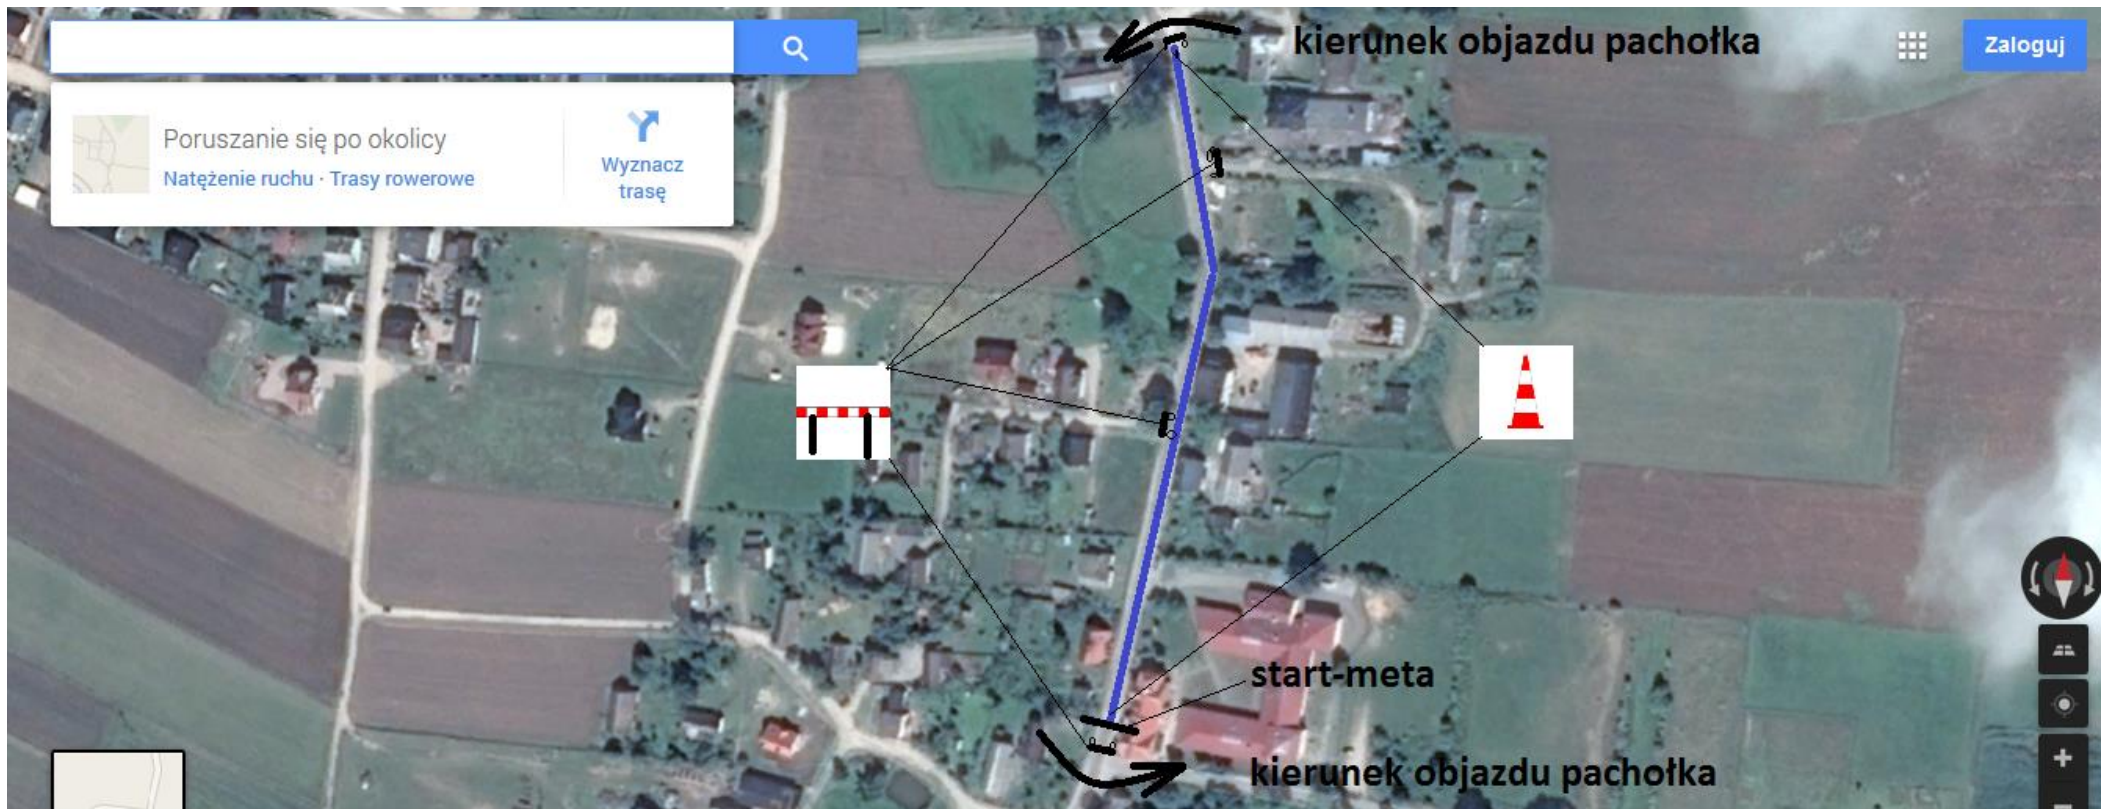 kierunek objazdu pachołka
Zaloguj
Poruszanie się po okolicy
Natężenie ruchu · Trasy rowerowe
Wyznacz
trasę
start-meta
kierunek objazdu pachołka